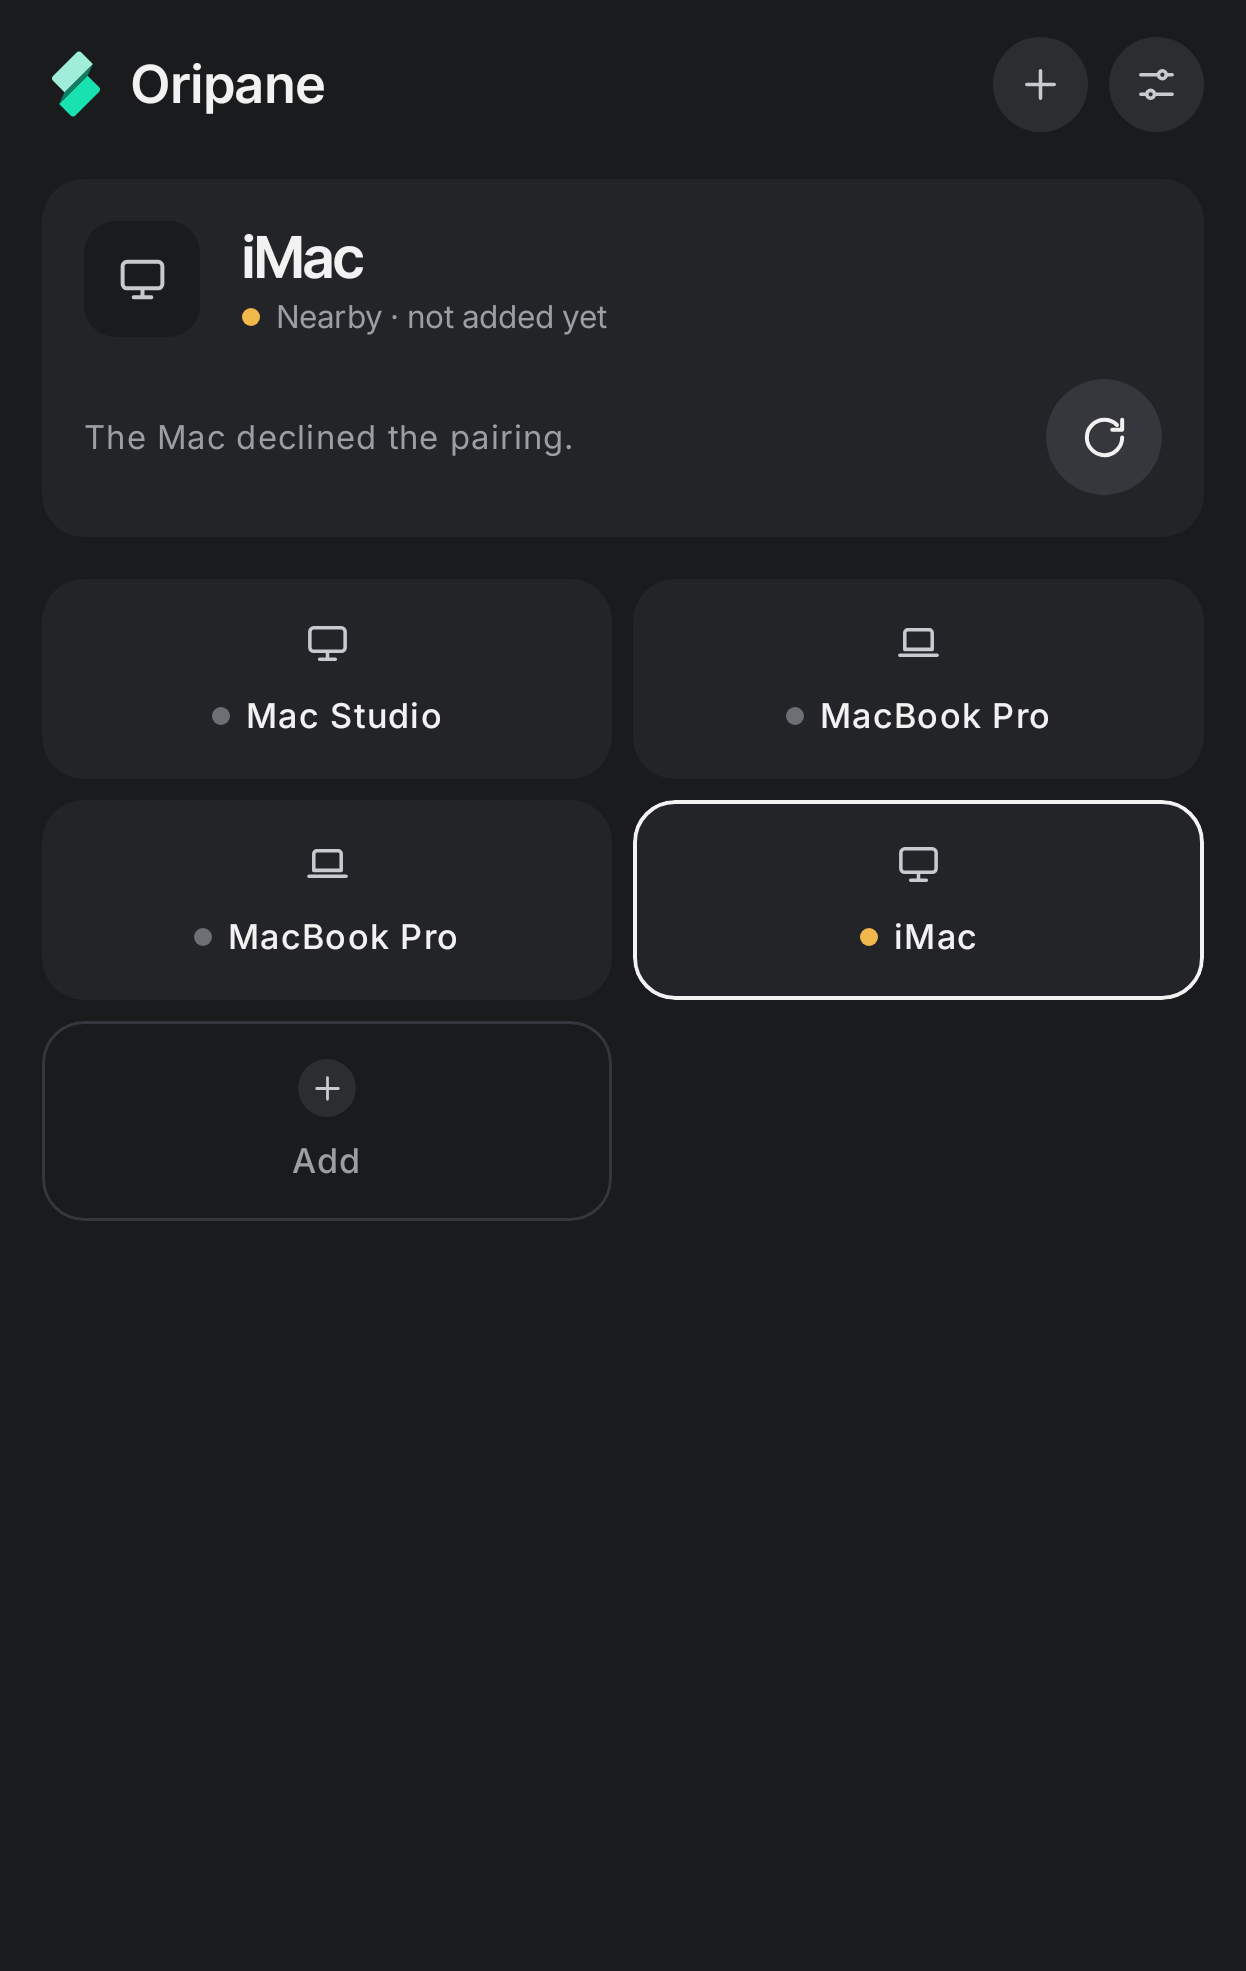 Oripane
iMac
Nearby · not added yet
The Mac declined the pairing.
Mac Studio
MacBook Pro
MacBook Pro
iMac
Add